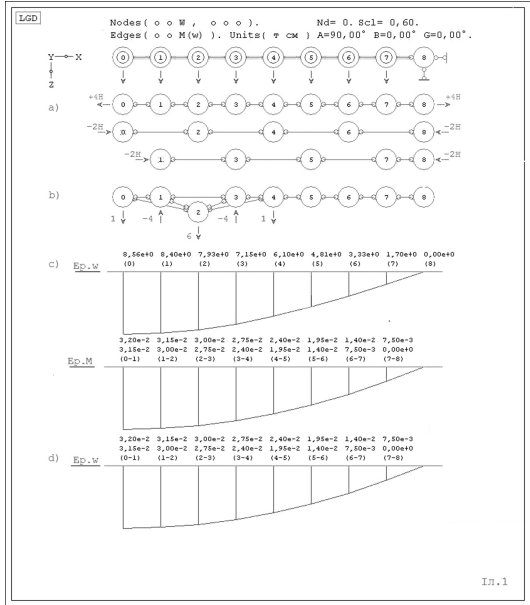 LGD
Nodes( o o W , o o o ). Nd= 0. Scl= 0,60.
Edges( o o M(w) ). Units( т см ) A=90,00° B=0,00° G=0,00°.
Y X
Z
0 1 2 3 4 5 6 7 8
a)
+4H 0 1 2 3 4 5 6 7 8 +4H
-2H 0 2 4 6 8 -2H
-2H 1 3 5 7 8 -2H
b) 0 1 2 3 4 5 6 7 8
1 -4 -4 1
6
8,56e+0 8,40e+0 7,93e+0 7,15e+0 6,10e+0 4,81e+0 3,33e+0 1,70e+0 0,00e+0
c) Ep.w (0) (1) (2) (3) (4) (5) (6) (7) (8)
3,20e-2 3,15e-2 3,00e-2 2,75e-2 2,40e-2 1,95e-2 1,40e-2 7,50e-3
3,15e-2 3,00e-2 2,75e-2 2,40e-2 1,95e-2 1,40e-2 7,50e-3 0,00e+0
Ep.M (0-1) (1-2) (2-3) (3-4) (4-5) (5-6) (6-7) (7-8)
3,20e-2 3,15e-2 3,00e-2 2,75e-2 2,40e-2 1,95e-2 1,40e-2 7,50e-3
3,15e-2 3,00e-2 2,75e-2 2,40e-2 1,95e-2 1,40e-2 7,50e-3 0,00e+0
d) Ep.w (0-1) (1-2) (2-3) (3-4) (4-5) (5-6) (6-7) (7-8)
Iл.1